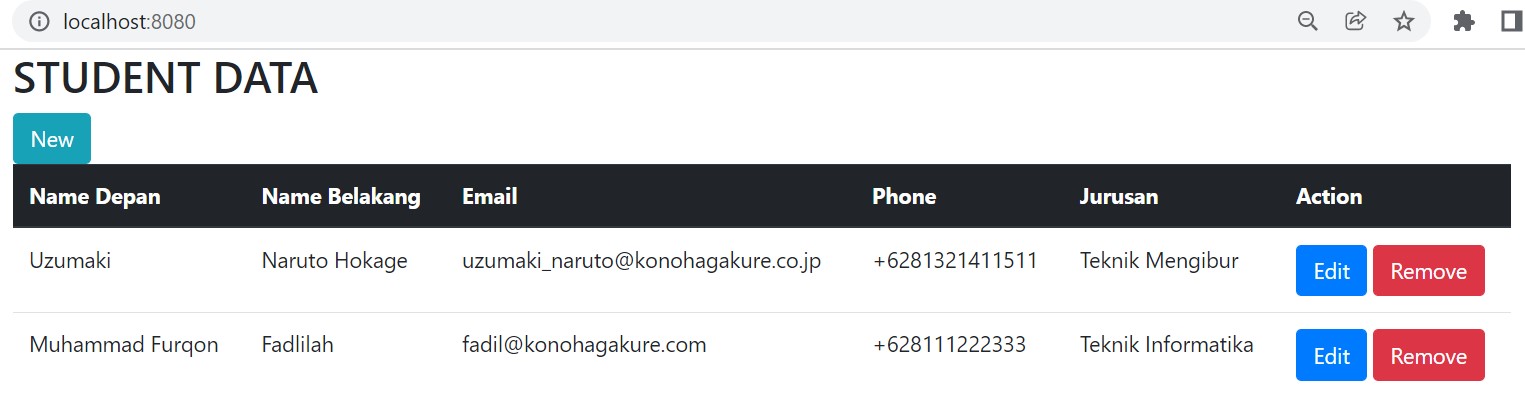 localhost:8080
STUDENT DATA
New
Name Depan Name Belakang Email Phone Jurusan Action
Uzumaki Naruto Hokage uzumaki_naruto@konohagakure.co.jp +6281321411511 Teknik Mengibur Edit Remove
Muhammad Furqon Fadlilah fadil@konohagakure.com +628111222333 Teknik Informatika Edit Remove